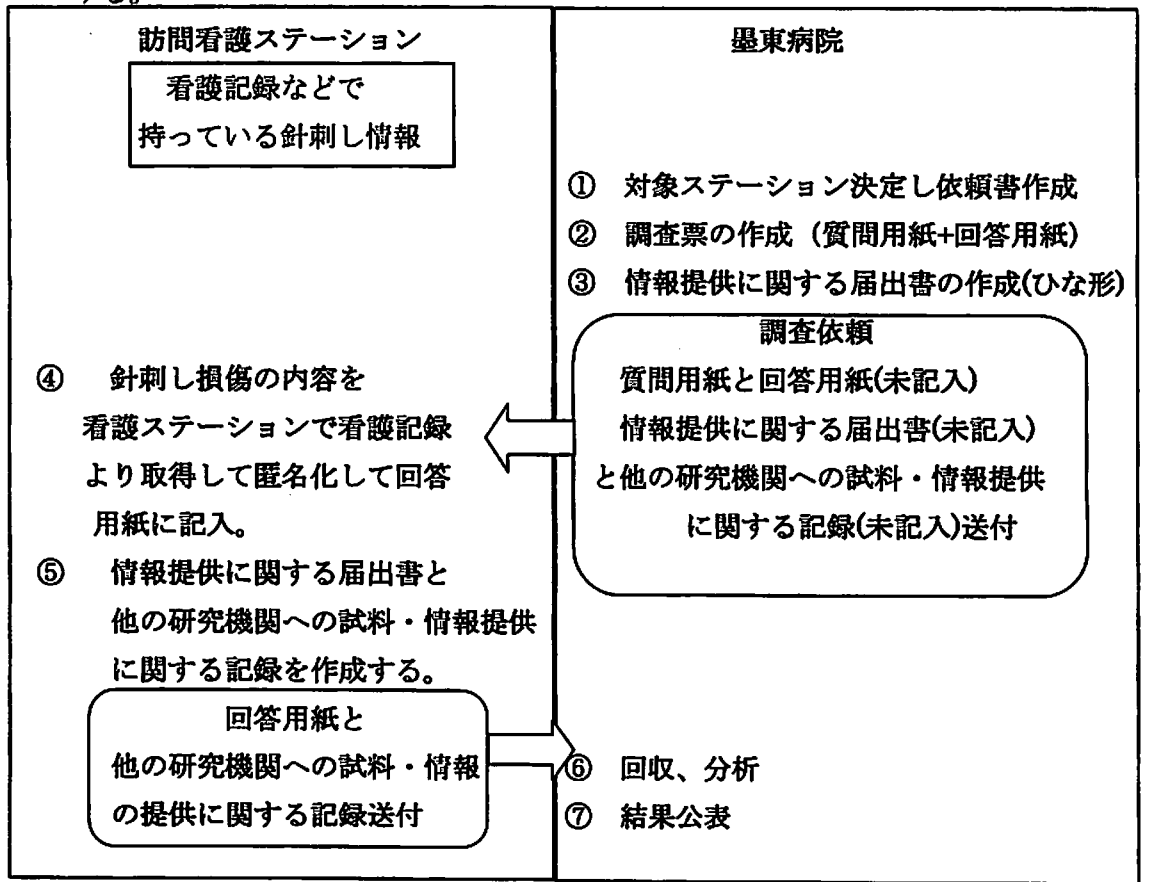 する。
訪問看護ステーション
看護記録などで
持っている針刺し情報
墨東病院
① 対象ステーション決定し依頼書作成
② 調査票の作成（質問用紙+回答用紙）
③ 情報提供に関する届出書の作成(ひな形)
調査依頼
質問用紙と回答用紙(未記入)
情報提供に関する届出書(未記入)
と他の研究機関への試料・情報提供
に関する記録(未記入)送付
④ 針刺し損傷の内容を
看護ステーションで看護記録
より取得して匿名化して回答
用紙に記入。
⑤ 情報提供に関する届出書と
他の研究機関への試料・情報提供
に関する記録を作成する。
回答用紙と
他の研究機関への試料・情報
の提供に関する記録送付
⑥ 回収、分析
⑦ 結果公表